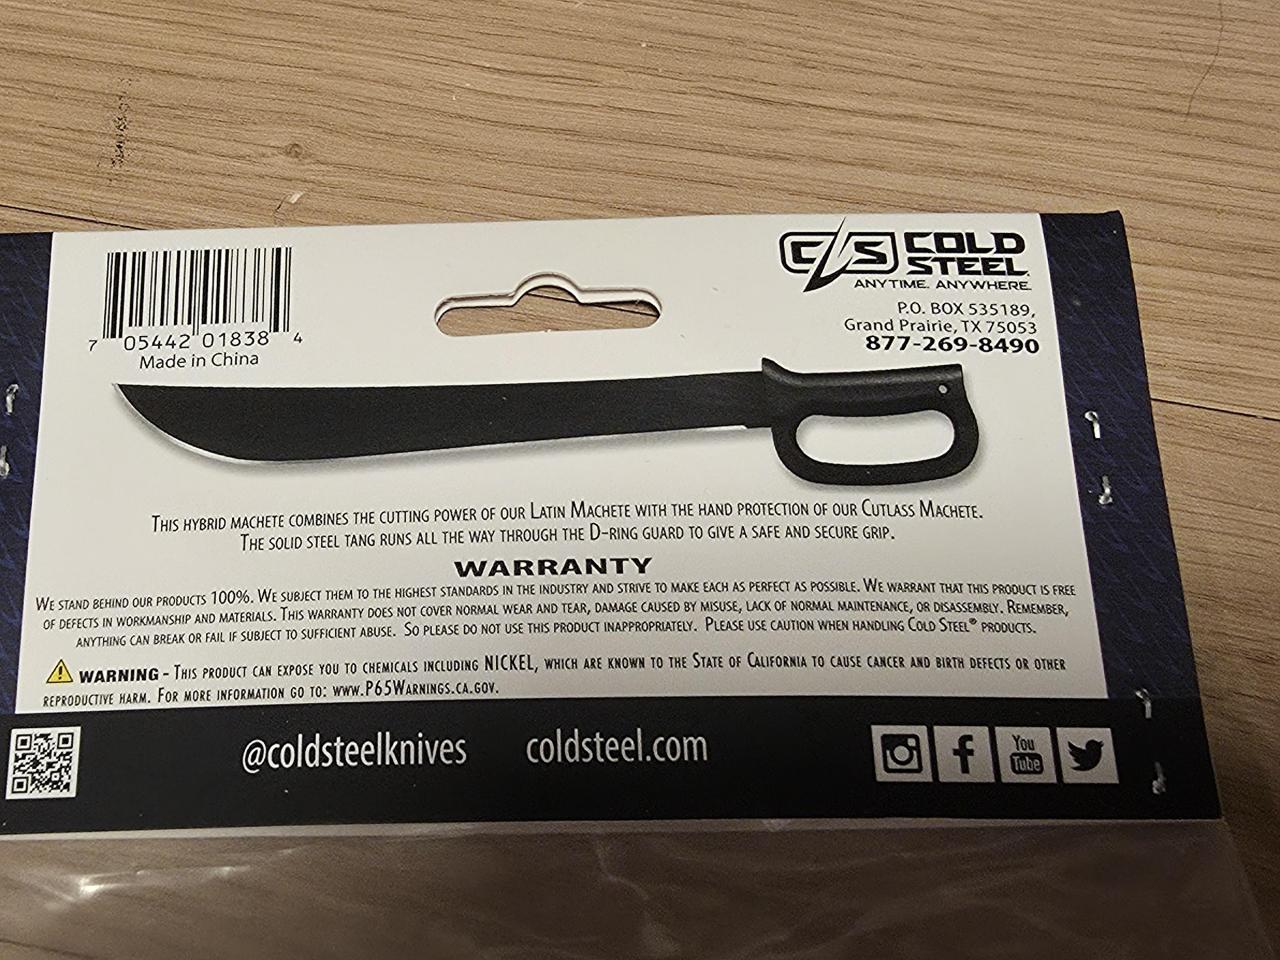 C/S COLD STEEL
ANYTIME. ANYWHERE.
P.O. BOX 535189,
Grand Prairie, TX 75053
877-269-8490
7 05442 01838 4
Made in China
THIS HYBRID MACHETE COMBINES THE CUTTING POWER OF OUR LATIN MACHETE WITH THE HAND PROTECTION OF OUR CUTLASS MACHETE.
THE SOLID STEEL TANG RUNS ALL THE WAY THROUGH THE D-RING GUARD TO GIVE A SAFE AND SECURE GRIP.
WARRANTY
WE STAND BEHIND OUR PRODUCTS 100%. WE SUBJECT THEM TO THE HIGHEST STANDARDS IN THE INDUSTRY AND STRIVE TO MAKE EACH AS PERFECT AS POSSIBLE. WE WARRANT THAT THIS PRODUCT IS FREE
OF DEFECTS IN WORKMANSHIP AND MATERIALS. THIS WARRANTY DOES NOT COVER NORMAL WEAR AND TEAR, DAMAGE CAUSED BY MISUSE, LACK OF NORMAL MAINTENANCE, OR DISASSEMBLY. REMEMBER,
ANYTHING CAN BREAK OR FAIL IF SUBJECT TO SUFFICIENT ABUSE. SO PLEASE DO NOT USE THIS PRODUCT INAPPROPRIATELY. PLEASE USE CAUTION WHEN HANDLING COLD STEEL® PRODUCTS.
WARNING - THIS PRODUCT CAN EXPOSE YOU TO CHEMICALS INCLUDING NICKEL, WHICH ARE KNOWN TO THE STATE OF CALIFORNIA TO CAUSE CANCER AND BIRTH DEFECTS OR OTHER
REPRODUCTIVE HARM. FOR MORE INFORMATION GO TO: WWW.P65WARNINGS.CA.GOV.
@coldsteelknives coldsteel.com
You
Tube